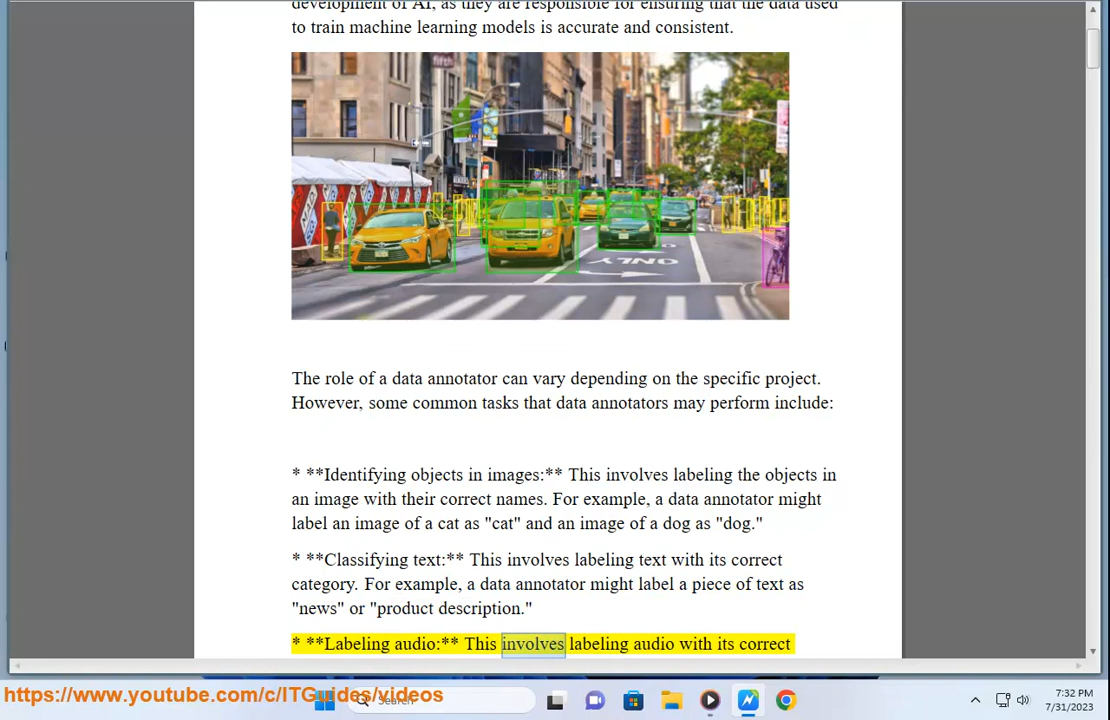 development of AI, as they are responsible for ensuring that the data used
to train machine learning models is accurate and consistent.
ONLY
The role of a data annotator can vary depending on the specific project.
However, some common tasks that data annotators may perform include:
* **Identifying objects in images:** This involves labeling the objects in
an image with their correct names. For example, a data annotator might
label an image of a cat as "cat" and an image of a dog as "dog."
* **Classifying text:** This involves labeling text with its correct
category. For example, a data annotator might label a piece of text as
"news" or "product description."
* **Labeling audio:** This involves labeling audio with its correct
https://www.youtube.com/c/ITGuides/videos
Search
7:32 PM
7/31/2023